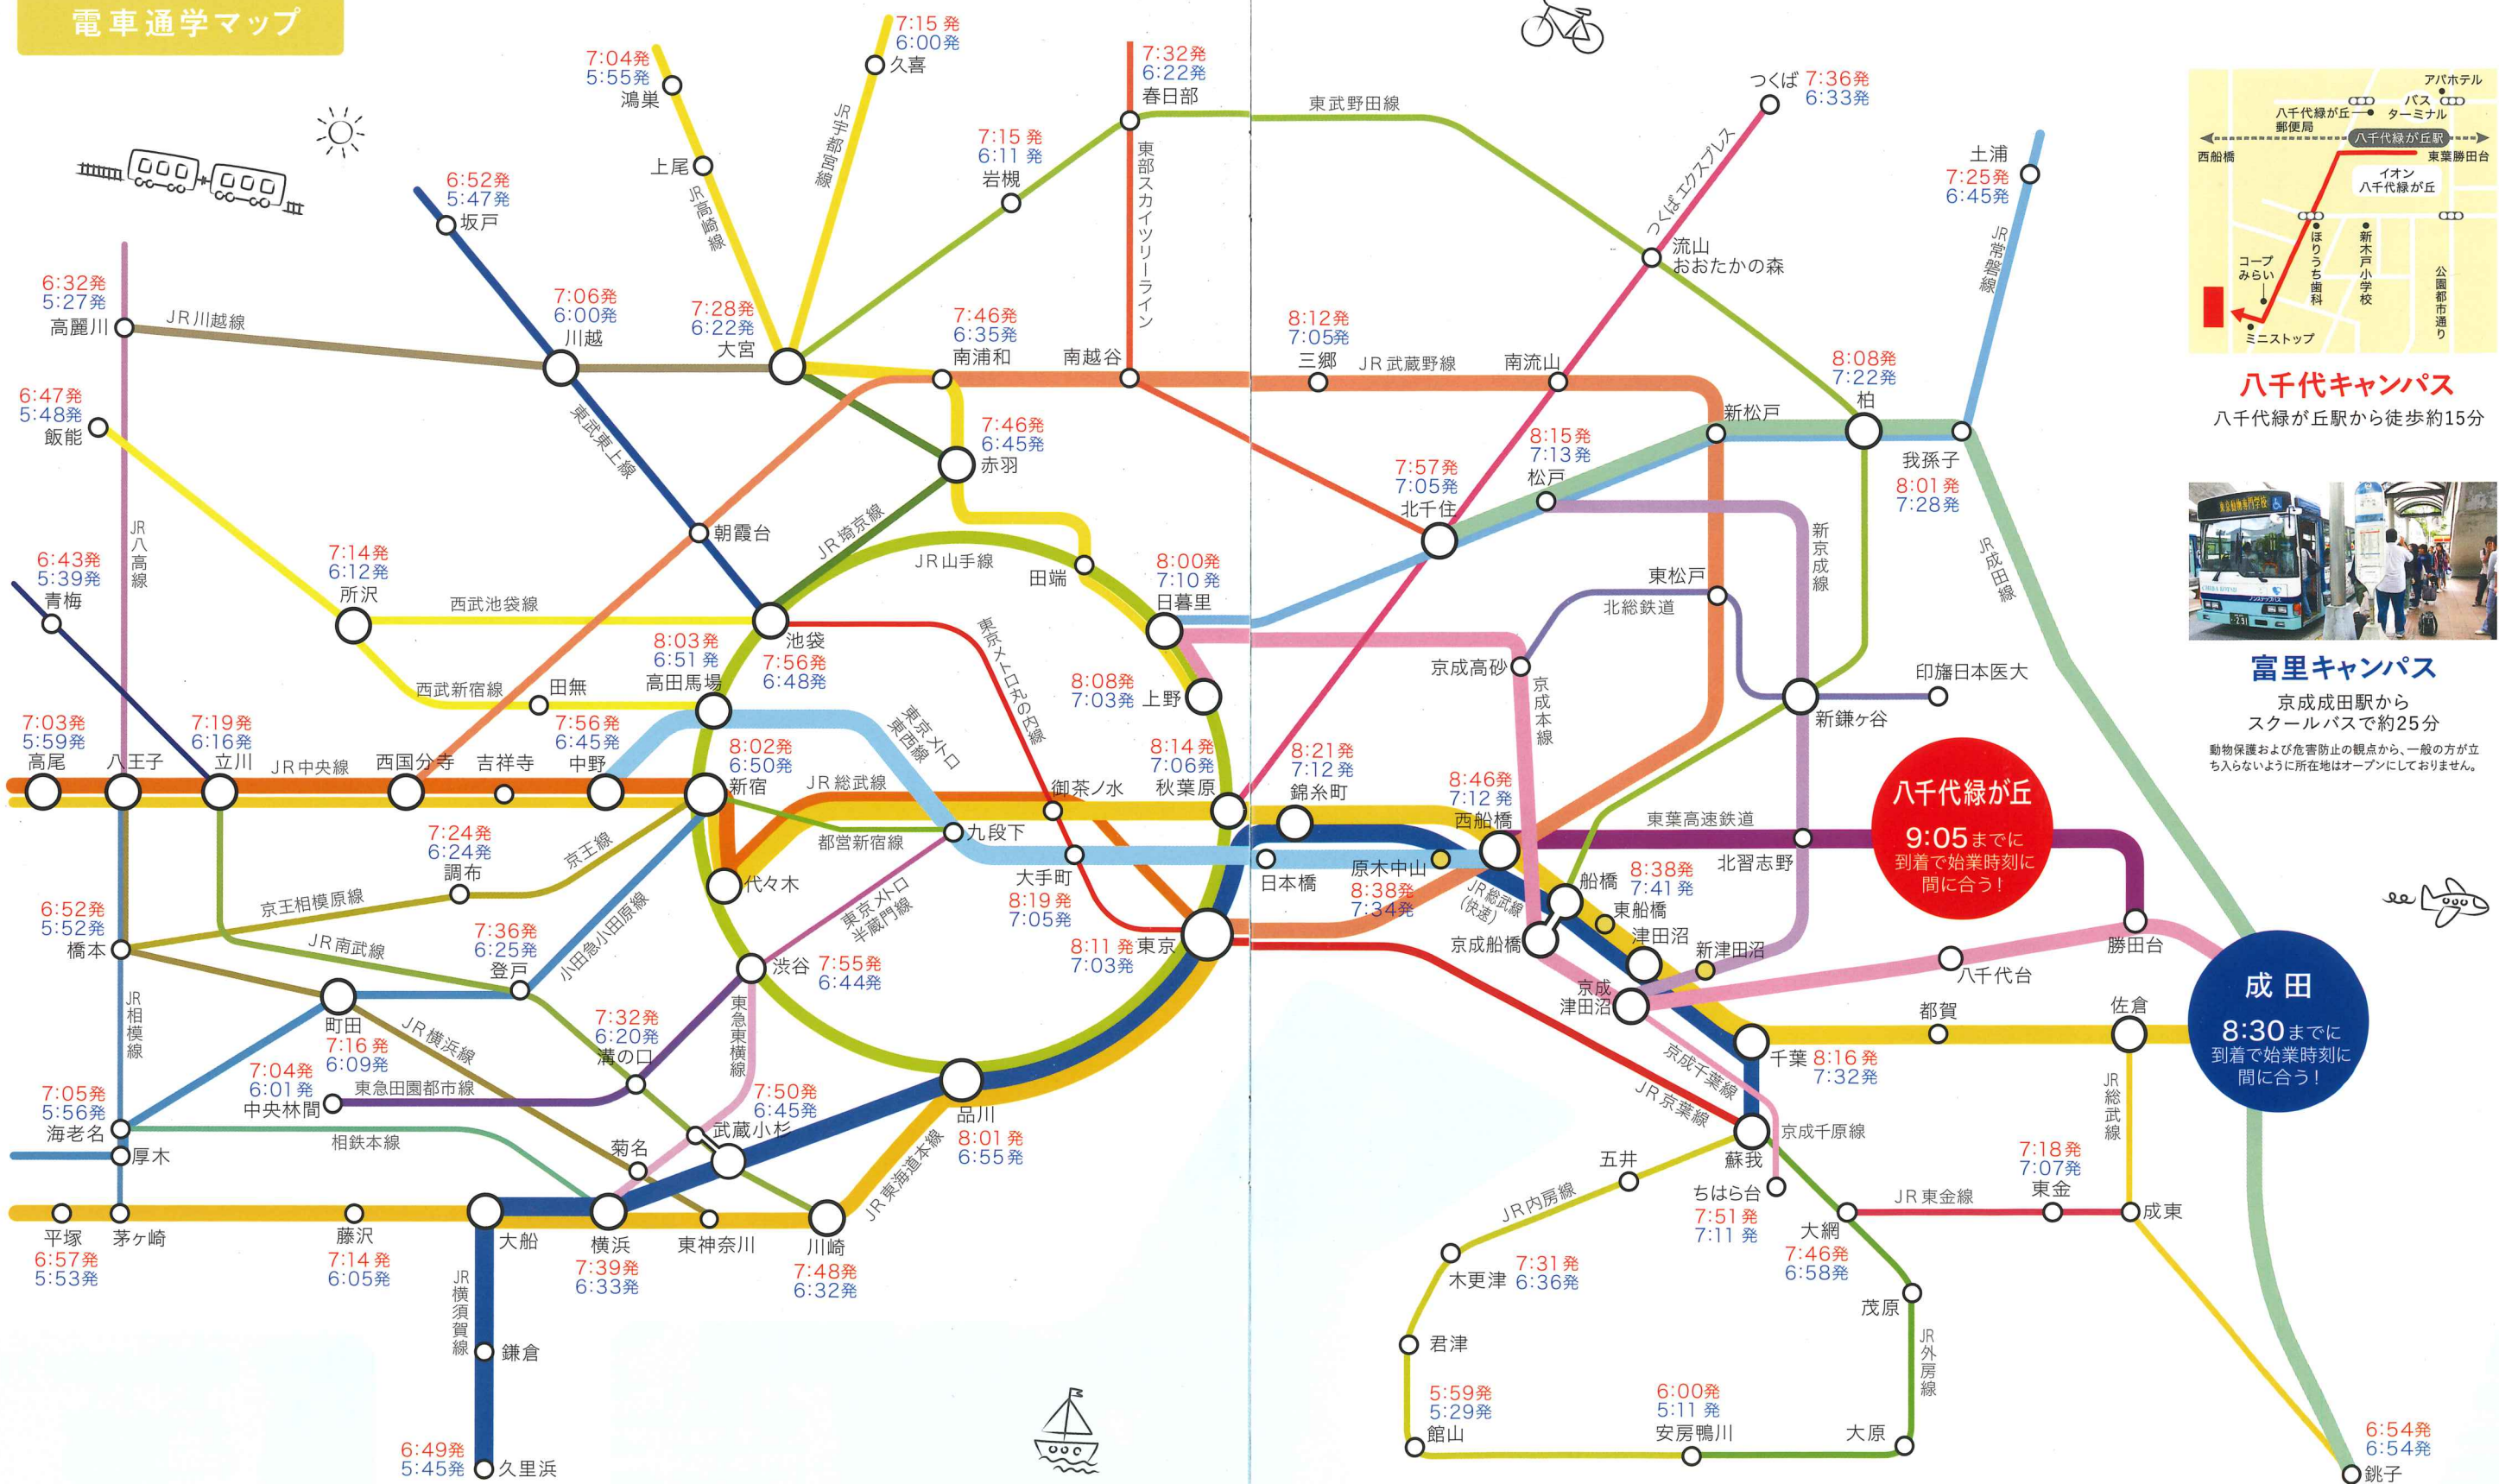 電車通学マップ
7:04発
5:55発
鴻巣
7:15発
6:00発
久喜
JR宇都宮線
上尾
JR高崎線
7:32発
6:22発
春日部
東武野田線
7:15発
6:11発
岩槻
東部スカイツリーライン
つくば
7:36発
6:33発
つくばエクスプレス
土浦
7:25発
6:45発
JR常磐線
6:52発
5:47発
坂戸
流山
おおたかの森
6:32発
5:27発
高麗川
JR川越線
7:06発
6:00発
川越
7:28発
6:22発
大宮
7:46発
6:35発
南浦和
南越谷
8:12発
7:05発
三郷
JR武蔵野線
南流山
8:08発
7:22発
柏
新松戸
6:47発
5:48発
飯能
東武東上線
7:46発
6:45発
赤羽
8:15発
7:13発
松戸
7:57発
7:05発
北千住
我孫子
8:01発
7:28発
JR八高線
朝霞台
JR埼京線
JR山手線
田端
新京成線
JR成田線
6:43発
5:39発
青梅
7:14発
6:12発
所沢
西武池袋線
池袋
7:56発
6:48発
東京メトロ丸の内線
8:00発
7:10発
日暮里
東松戸
北総鉄道
8:03発
6:51発
高田馬場
西武新宿線
田無
8:08発
7:03発
上野
京成高砂
京成本線
新鎌ヶ谷
印旛日本医大
7:03発
5:59発
高尾
八王子
7:19発
6:16発
立川
JR中央線
西国分寺
吉祥寺
7:56発
6:45発
中野
8:02発
6:50発
新宿
東京メトロ
東西線
JR総武線
御茶ノ水
8:14発
7:06発
秋葉原
8:21発
7:12発
錦糸町
8:46発
7:12発
西船橋
東葉高速鉄道
北習志野
都営新宿線
九段下
大手町
8:19発
7:05発
日本橋
原木中山
8:38発
7:34発
JR総武線
(快速)
8:38発
7:41発
船橋
東船橋
津田沼
新津田沼
京成船橋
京成
津田沼
八千代台
勝田台
7:24発
6:24発
調布
京王線
京王相模原線
代々木
東京メトロ
半蔵門線
8:11発
7:03発
東京
6:52発
5:52発
橋本
JR南武線
7:36発
6:25発
登戸
小田急小田原線
渋谷
7:55発
6:44発
町田
7:16発
6:09発
JR横浜線
JR相模線
7:32発
6:20発
溝の口
東急東横線
7:04発
6:01発
中央林間
東急田園都市線
7:50発
6:45発
武蔵小杉
品川
8:01発
6:55発
7:05発
5:56発
海老名
厚木
相鉄本線
菊名
JR東海道本線
平塚
6:57発
5:53発
茅ヶ崎
藤沢
7:14発
6:05発
大船
横浜
7:39発
6:33発
東神奈川
川崎
7:48発
6:32発
JR横須賀線
鎌倉
6:49発
5:45発
久里浜
千葉
8:16発
7:32発
都賀
佐倉
JR総武線
京成千葉線
JR京葉線
京成千原線
蘇我
五井
JR内房線
ちはら台
7:51発
7:11発
大網
7:46発
6:58発
JR東金線
7:18発
7:07発
東金
成東
木更津
7:31発
6:36発
君津
5:59発
5:29発
館山
6:00発
5:11発
安房鴨川
大原
茂原
JR外房線
6:54発
6:54発
銚子
八千代緑が丘
9:05までに
到着で始業時刻に
間に合う!
成田
8:30までに
到着で始業時刻に
間に合う!
アパホテル
バス
ターミナル
八千代緑が丘
郵便局
八千代緑が丘駅
西船橋
東葉勝田台
イオン
八千代緑が丘
ほりうち歯科
新木戸小学校
公園都市通り
コープ
みらい
ミニストップ
八千代キャンパス
八千代緑が丘駅から徒歩約15分
富里キャンパス
京成成田駅から
スクールバスで約25分
動物保護および危害防止の観点から、一般の方が立
ち入らないように所在地はオープンにしておりません。